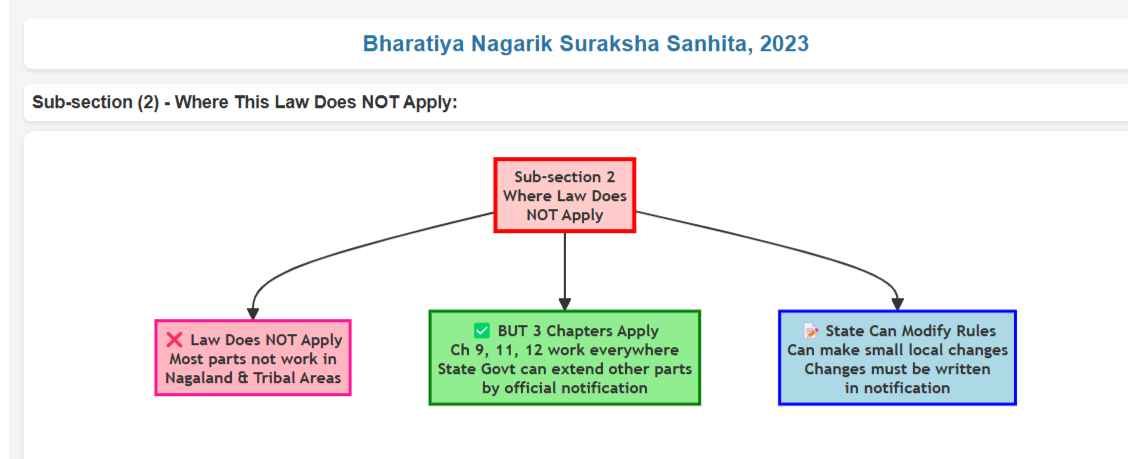 Bharatiya Nagarik Suraksha Sanhita, 2023
Sub-section (2) - Where This Law Does NOT Apply:
Sub-section 2
Where Law Does
NOT Apply
❌ Law Does NOT Apply
Most parts not work in
Nagaland & Tribal Areas
✅ BUT 3 Chapters Apply
Ch 9, 11, 12 work everywhere
State Govt can extend other parts
by official notification
📝 State Can Modify Rules
Can make small local changes
Changes must be written
in notification